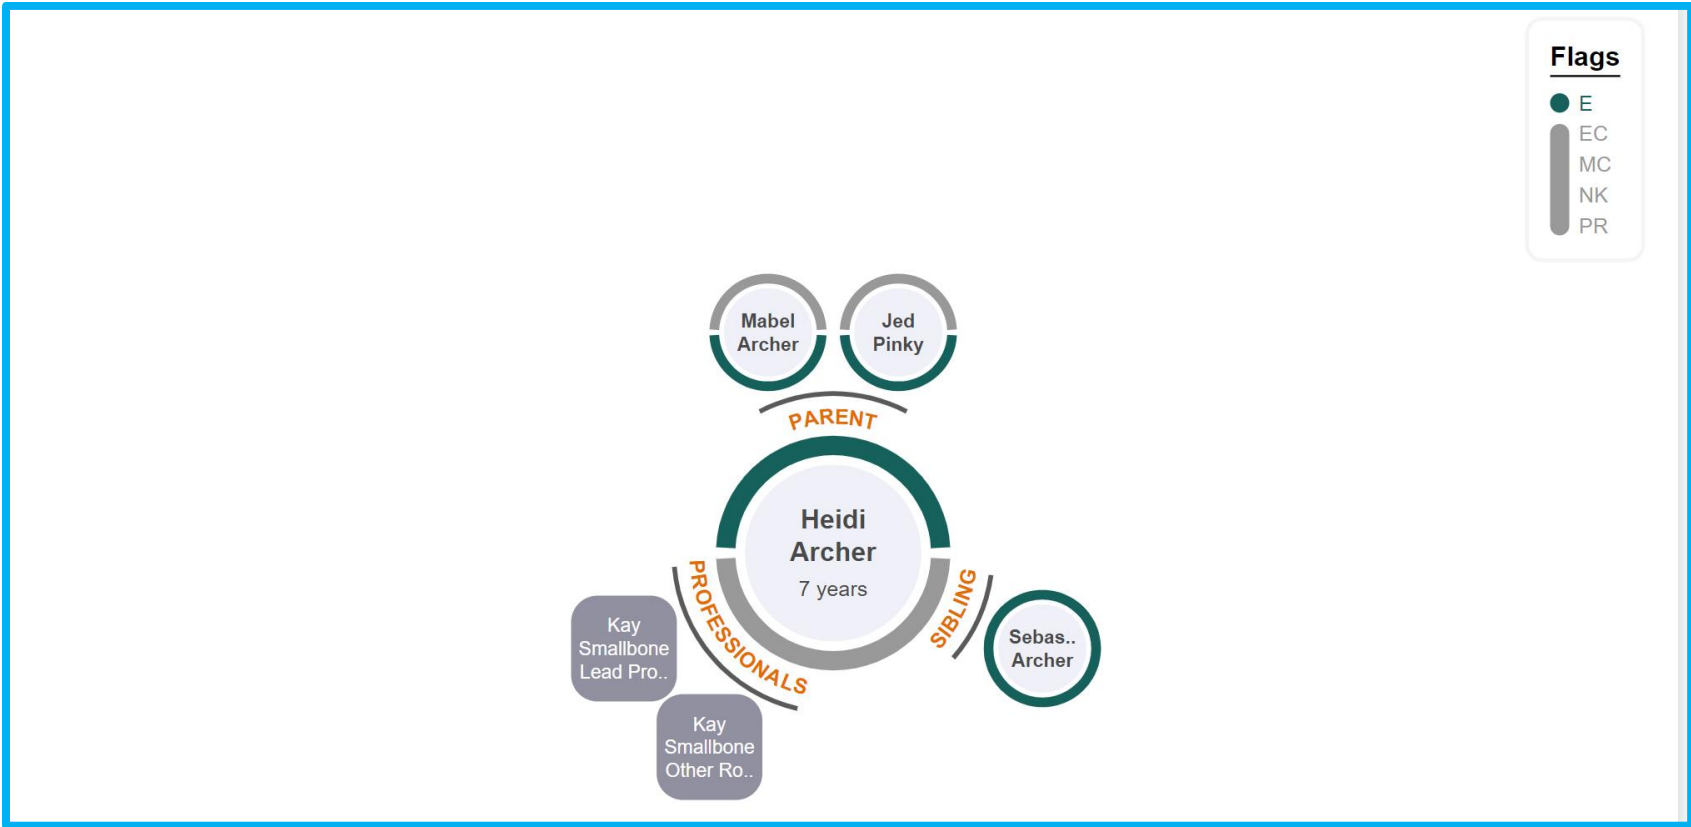 Flags
E
EC
MC
NK
PR
Mabel
Archer
Jed
Pinky
PARENT
Heidi
Archer
7 years
PROFESSIONALS
SIBLING
Sebas..
Archer
Kay
Smallbone
Lead Pro..
Kay
Smallbone
Other Ro..